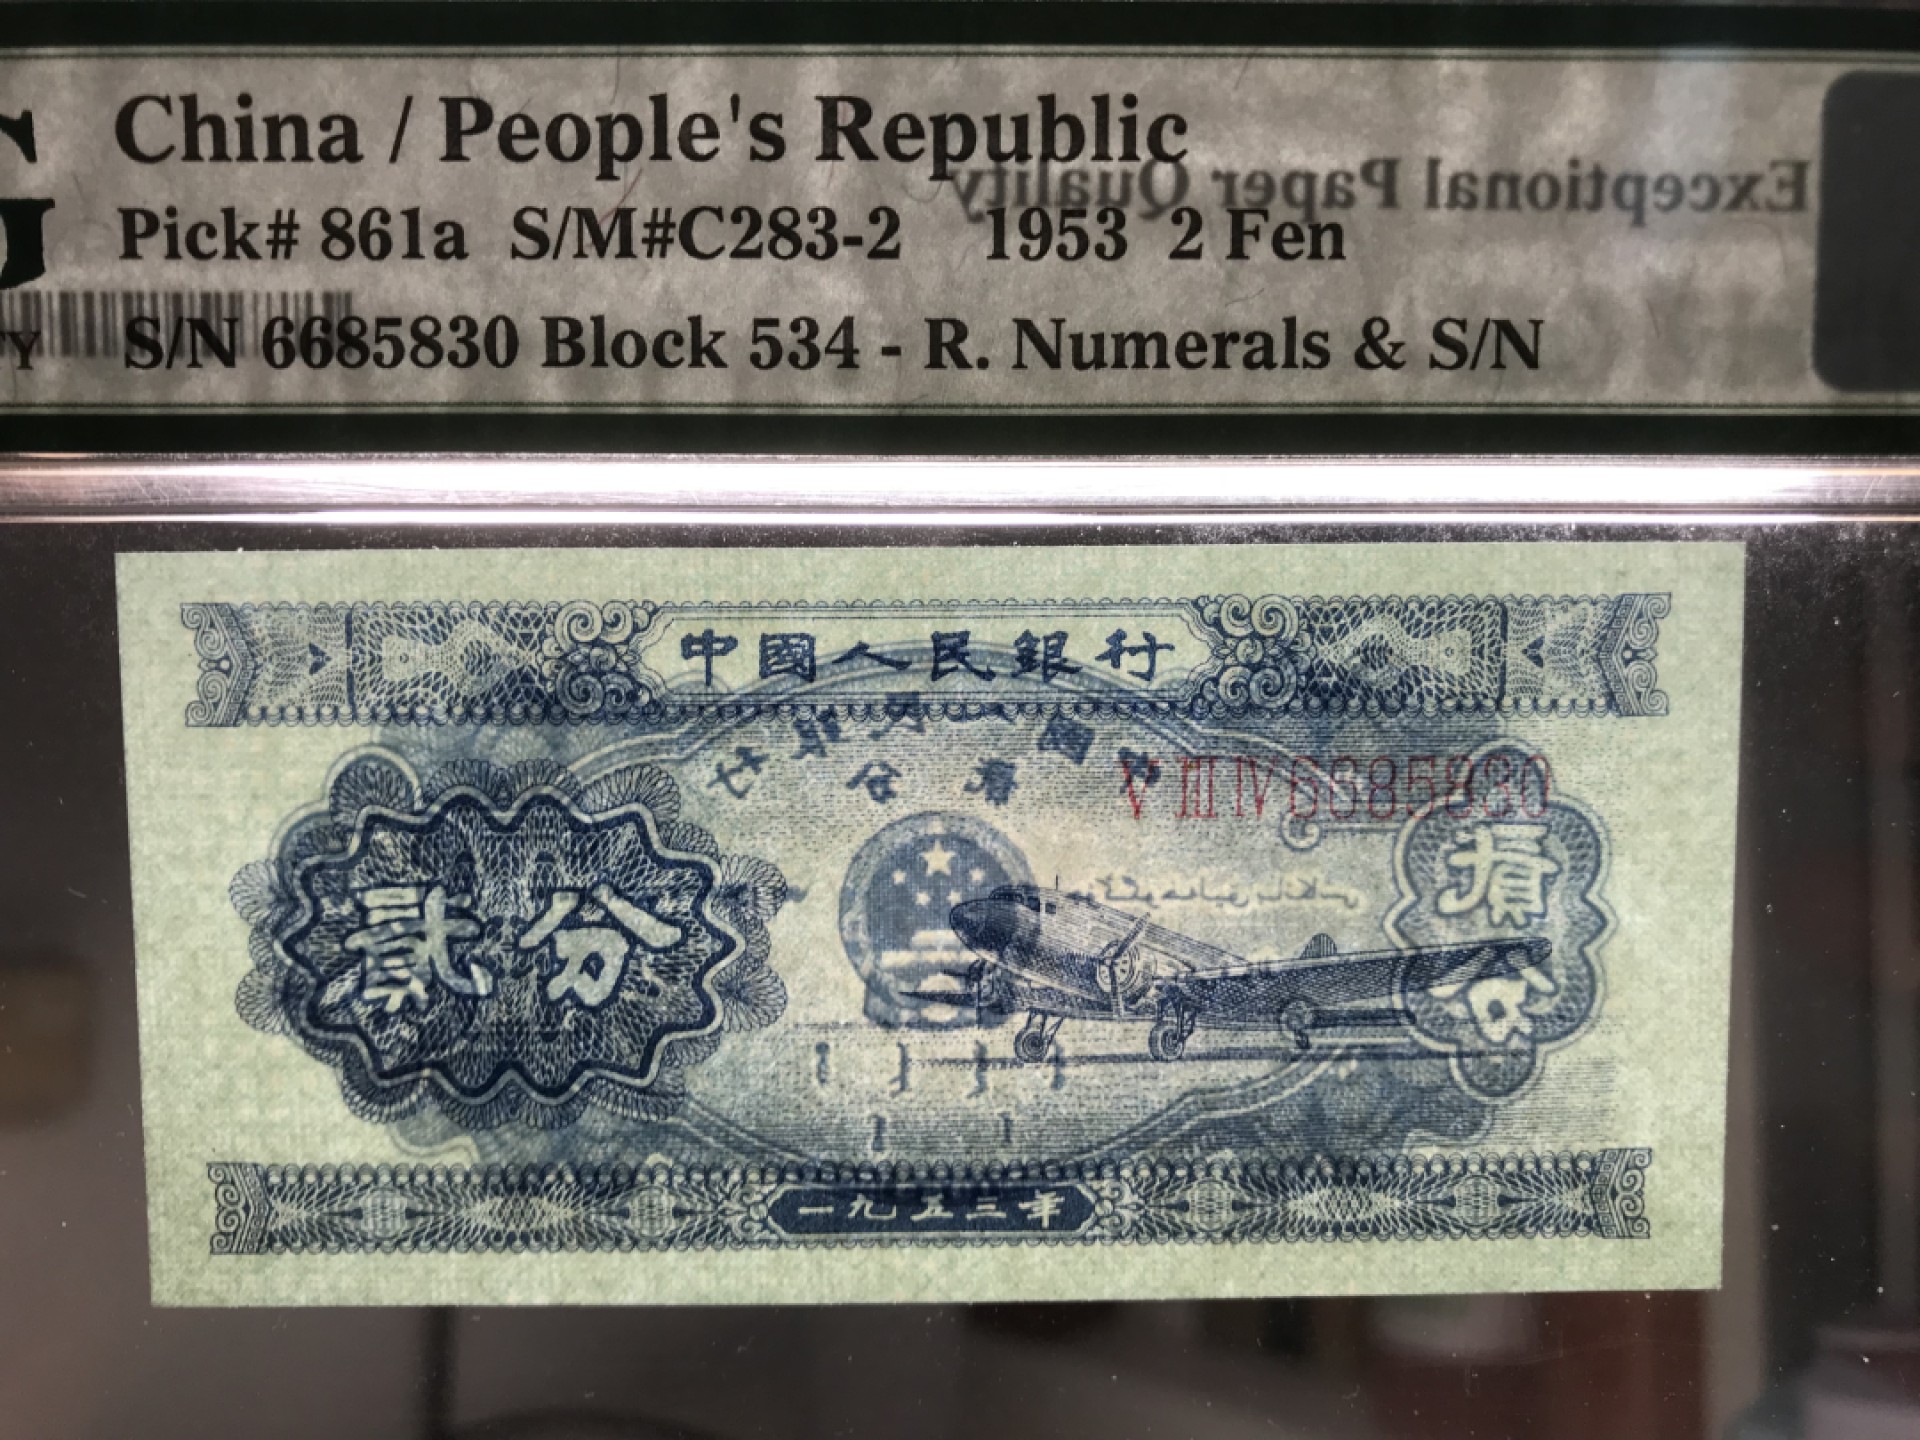 China / People's Republic
Exceptional Paper Quality
Pick# 861a S/M#C283-2 1953 2 Fen
S/N 6685830 Block 534 - R. Numerals & S/N
中國人民銀行
V III IV 6685830
貳分
貳分
一九五三年